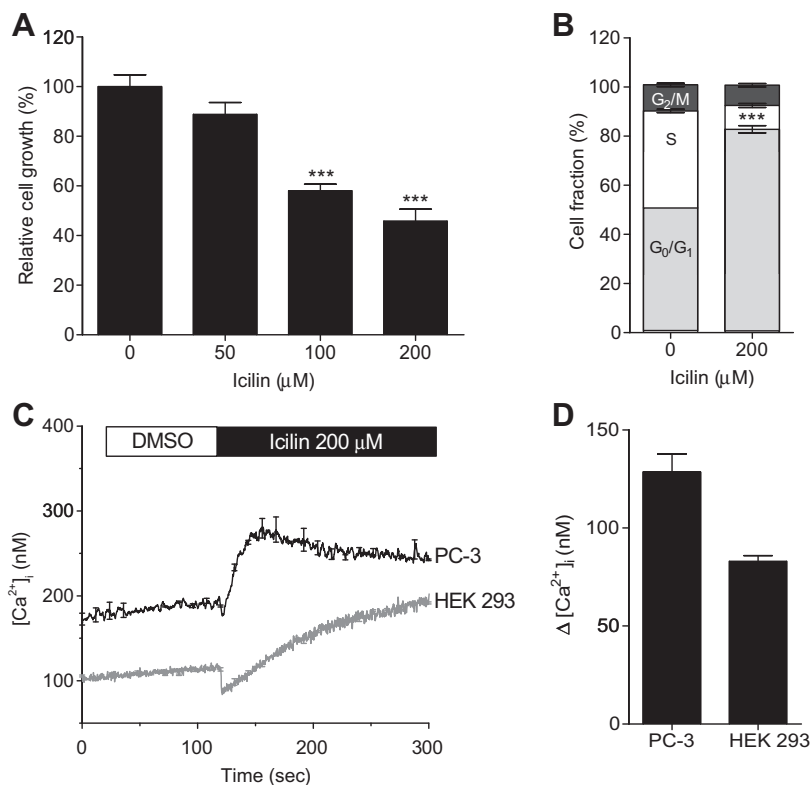 A
Relative cell growth (%)
120
100
80
60
40
20
0
***
***
0 50 100 200
Icilin (μM)
B
Cell fraction (%)
120
100
80
60
40
20
0
G2/M
S
G0/G1
***
0 200
Icilin (μM)
C
[Ca2+]i (nM)
400
300
200
100
DMSO
Icilin 200 μM
PC-3
HEK 293
0 100 200 300
Time (sec)
D
Δ [Ca2+]i (nM)
150
100
50
0
PC-3 HEK 293